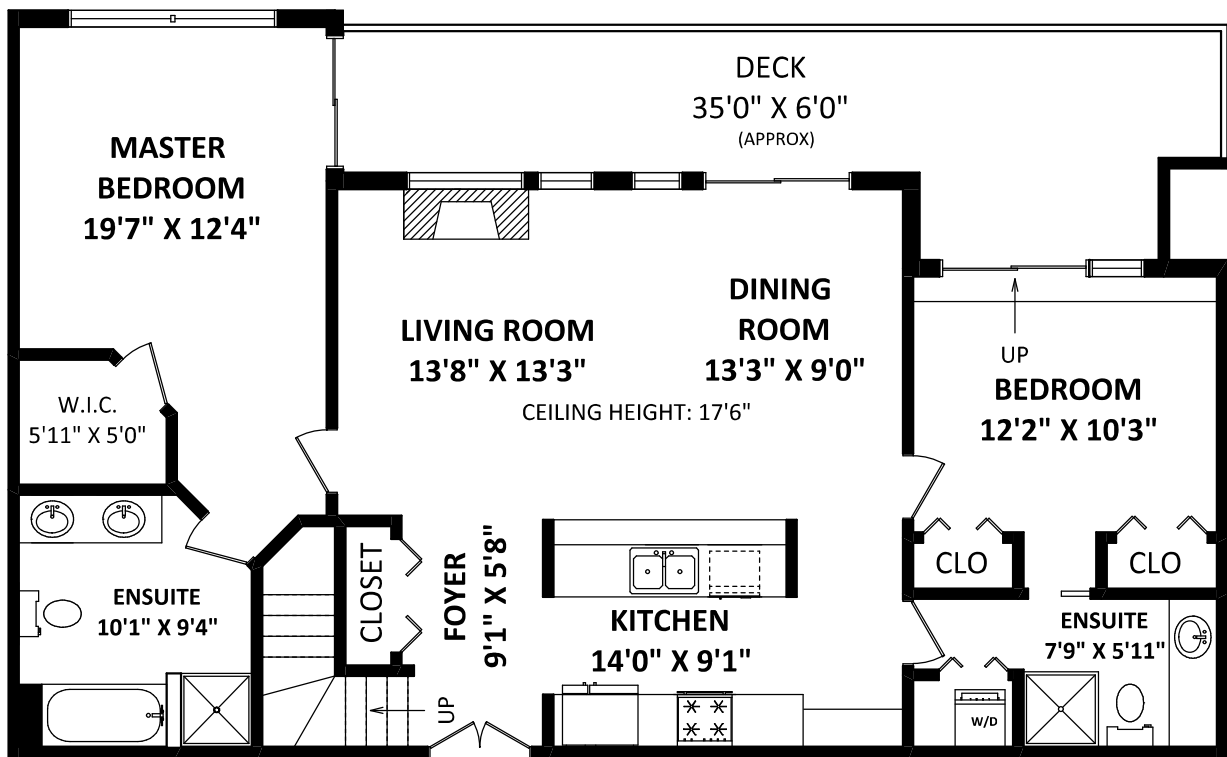 DECK
35'0" X 6'0"
(APPROX)
MASTER
BEDROOM
19'7" X 12'4"
LIVING ROOM
13'8" X 13'3"
DINING
ROOM
13'3" X 9'0"
CEILING HEIGHT: 17'6"
UP
BEDROOM
12'2" X 10'3"
W.I.C.
5'11" X 5'0"
ENSUITE
10'1" X 9'4"
CLOSET
FOYER
9'1" X 5'8"
UP
KITCHEN
14'0" X 9'1"
CLO
CLO
ENSUITE
7'9" X 5'11"
W/D